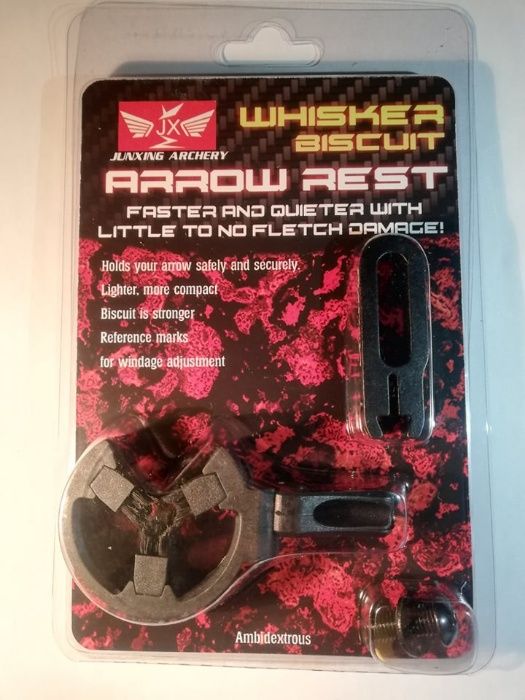 JX
JUNXING ARCHERY
WHISKER
BISCUIT
ARROW REST
FASTER AND QUIETER WITH
LITTLE TO NO FLETCH DAMAGE!
Holds your arrow safely and securely.
Lighter, more compact
Biscuit is stronger
Reference marks
for windage adjustment
Ambidextrous